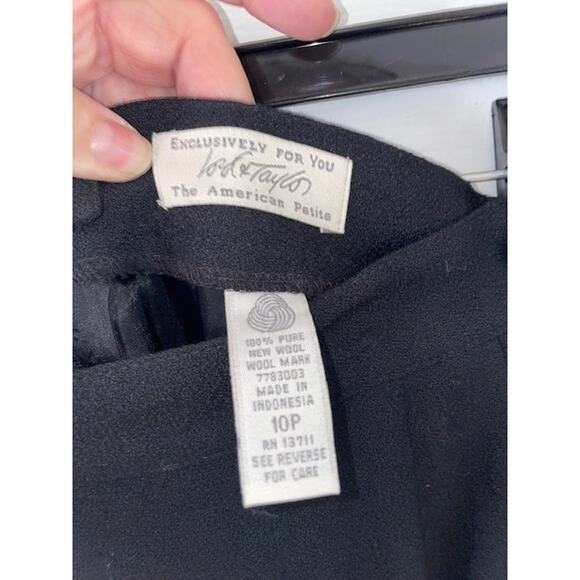 EXCLUSIVELY FOR YOU
Lord & Taylor
The American Petite
100% PURE
NEW WOOL
WOOL MARK
7783003
MADE IN
INDONESIA
10P
RN 13711
SEE REVERSE
FOR CARE